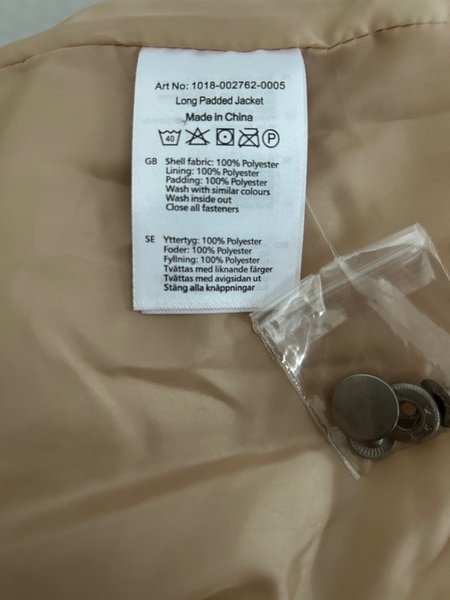 Art No: 1018-002762-0005
Long Padded Jacket
Made in China
40 P
GB Shell fabric: 100% Polyester
Lining: 100% Polyester
Padding: 100% Polyester
Wash with similar colours
Wash inside out
Close all fasteners
SE Yttertyg: 100% Polyester
Foder: 100% Polyester
Fyllning: 100% Polyester
Tvättas med liknande färger
Tvättas med avigsidan ut
Stäng alla knäppningar